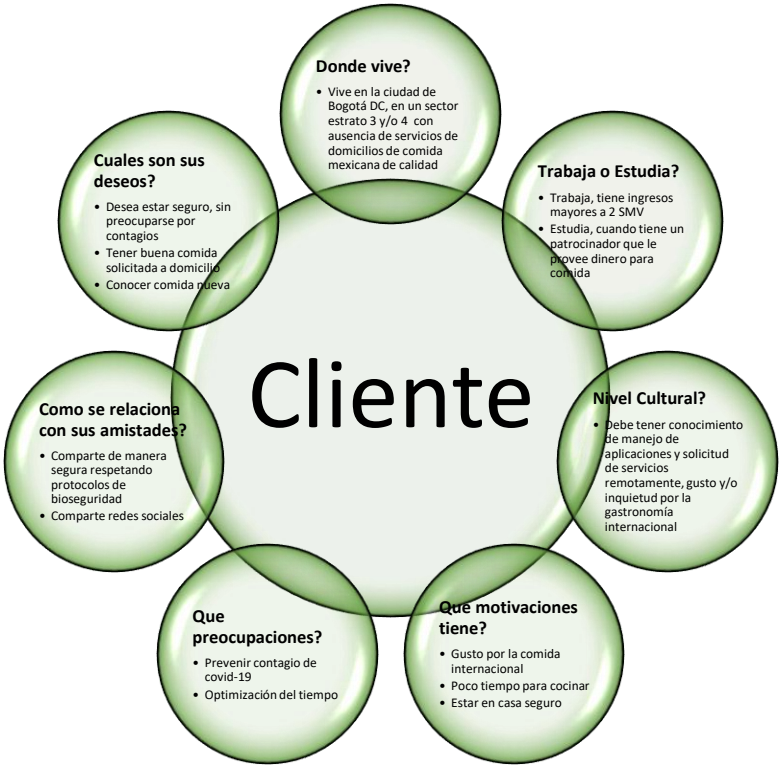 Donde vive?
• Vive en la ciudad de
Bogotá DC, en un sector
estrato 3 y/o 4 con
ausencia de servicios de
domicilios de comida
mexicana de calidad
Trabaja o Estudia?
• Trabaja, tiene ingresos
mayores a 2 SMV
• Estudia, cuando tiene un
patrocinador que le
provee dinero para
comida
Nivel Cultural?
• Debe tener conocimiento
de manejo de
aplicaciones y solicitud
de servicios
remotamente, gusto y/o
inquietud por la
gastronomía
internacional
Que motivaciones
tiene?
• Gusto por la comida
internacional
• Poco tiempo para cocinar
• Estar en casa seguro
Que
preocupaciones?
• Prevenir contagio de
covid-19
• Optimización del tiempo
Como se relaciona
con sus amistades?
• Comparte de manera
segura respetando
protocolos de
bioseguridad
• Comparte redes sociales
Cuales son sus
deseos?
• Desea estar seguro, sin
preocuparse por
contagios
• Tener buena comida
solicitada a domicilio
• Conocer comida nueva
Cliente